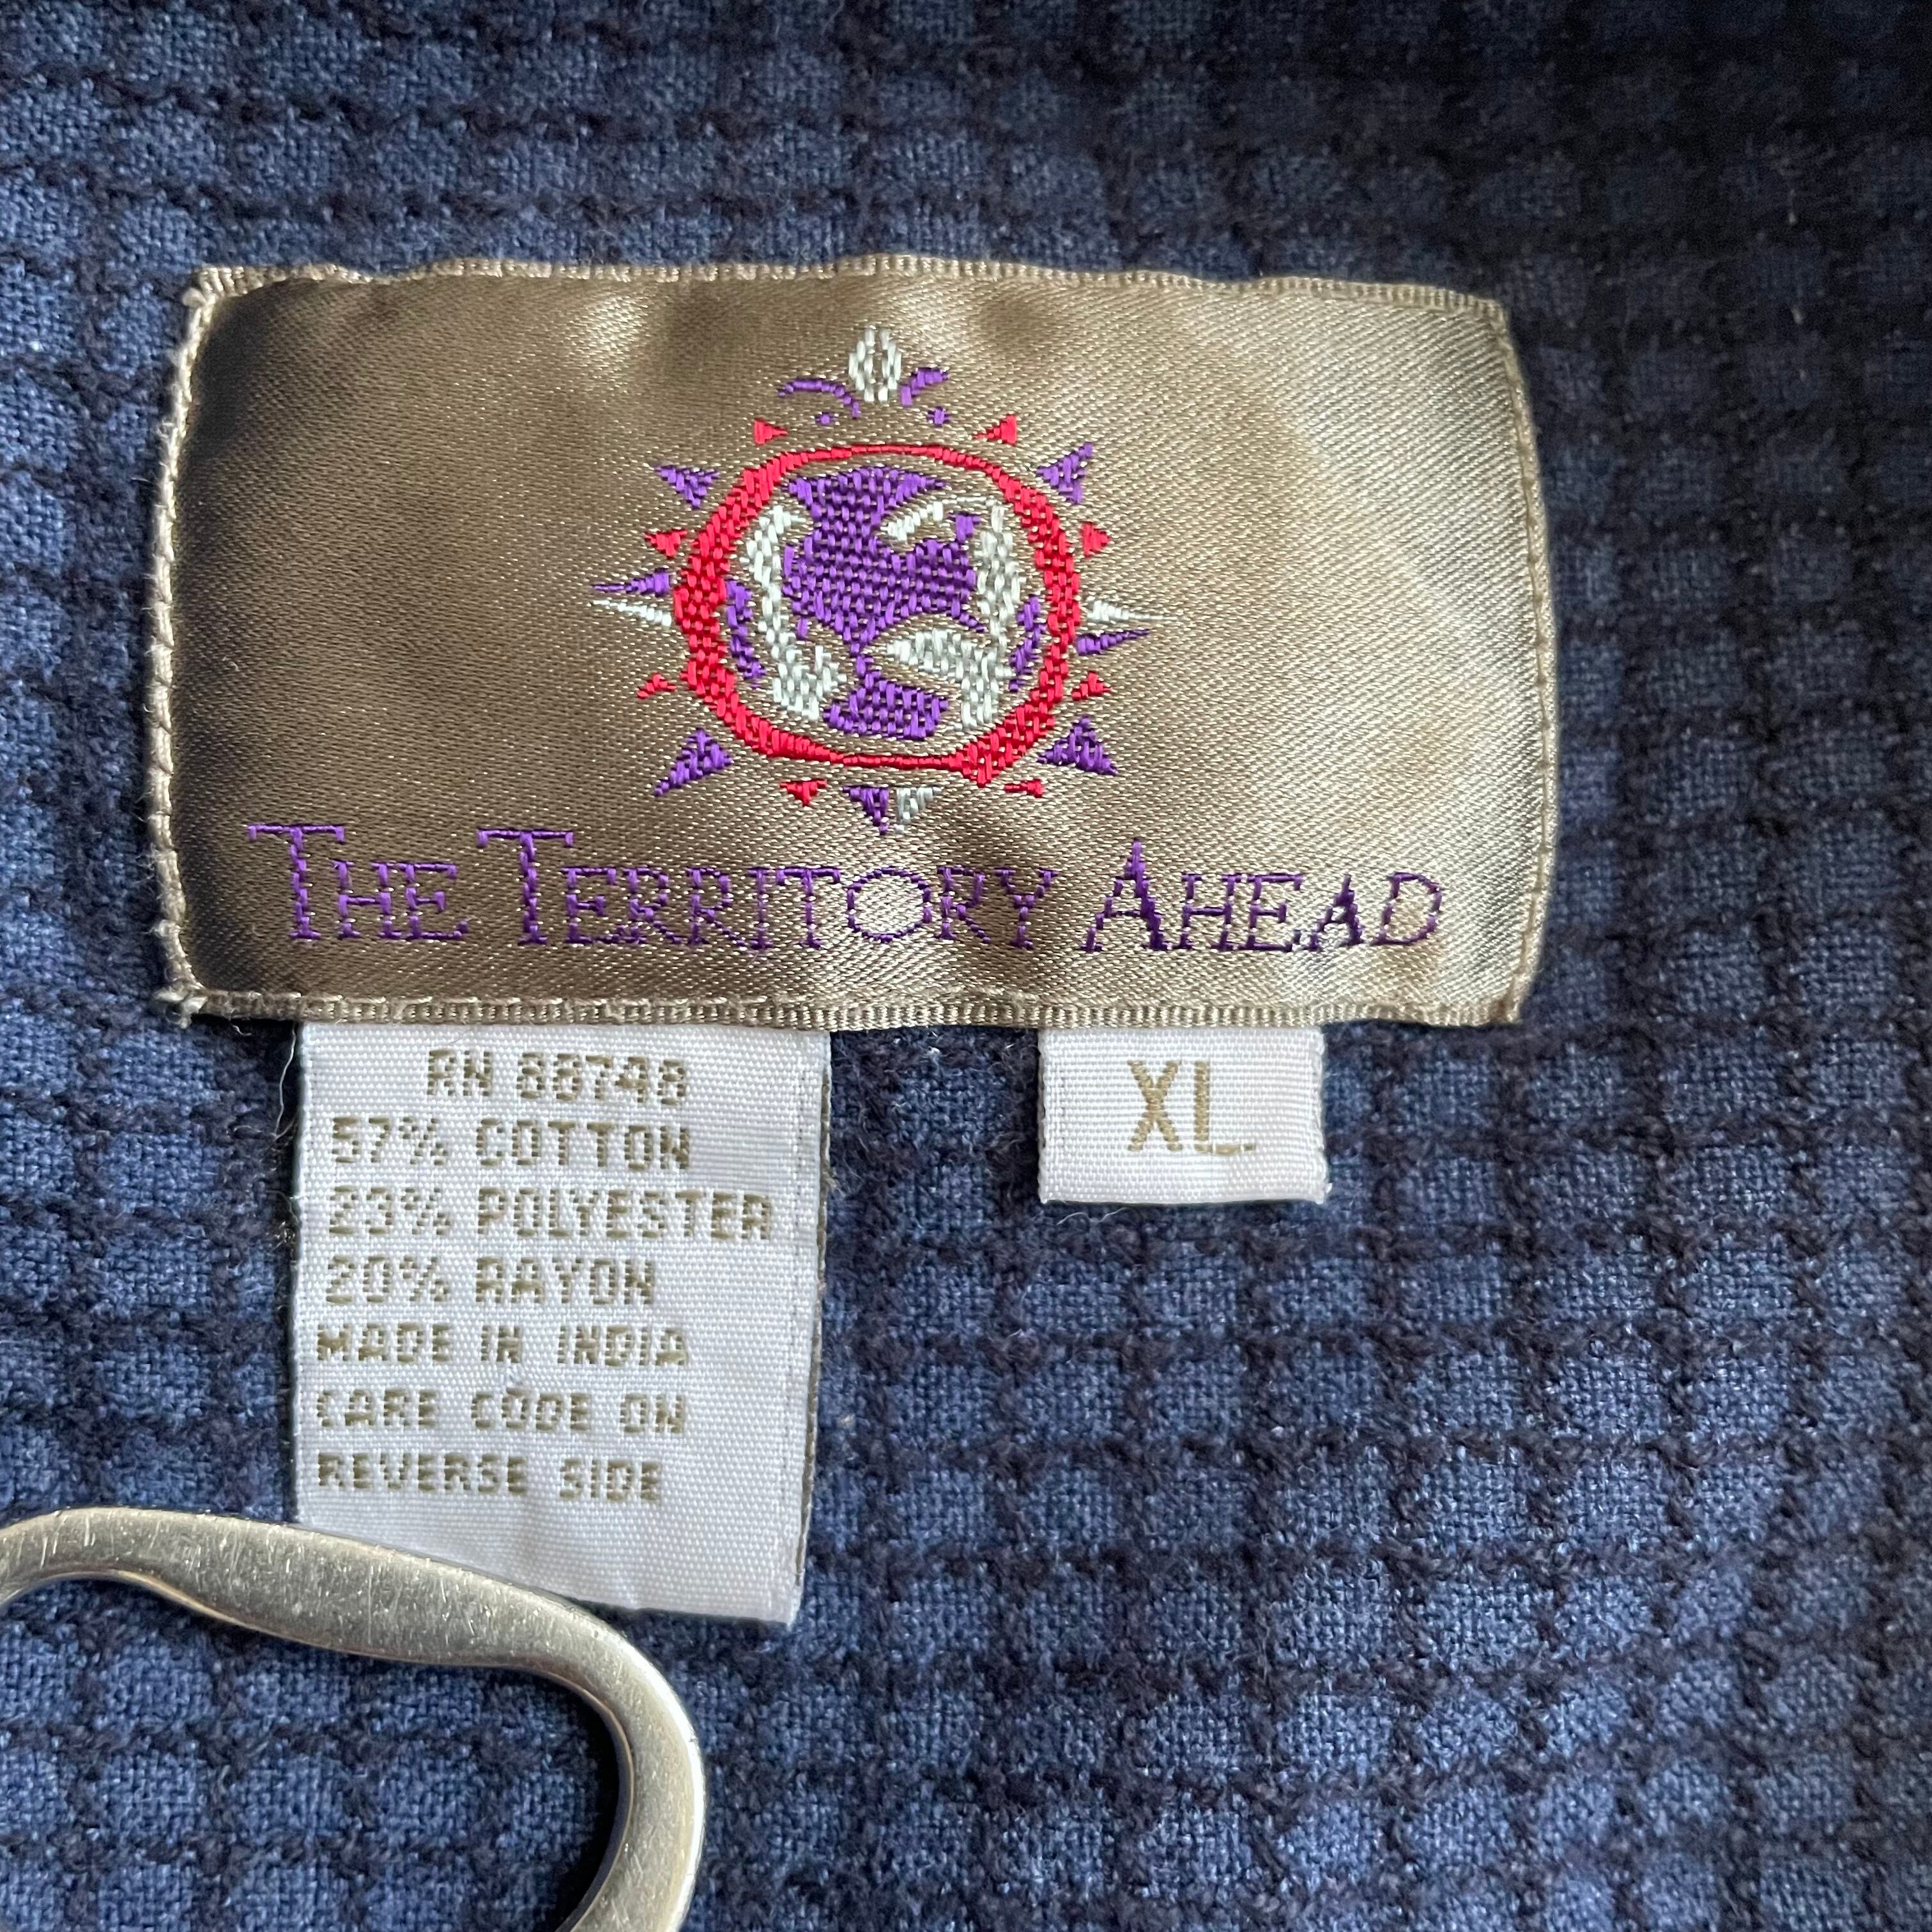 THE TERRITORY AHEAD
RN 88748
57% COTTON
23% POLYESTER
20% RAYON
MADE IN INDIA
CARE CODE ON
REVERSE SIDE
XL